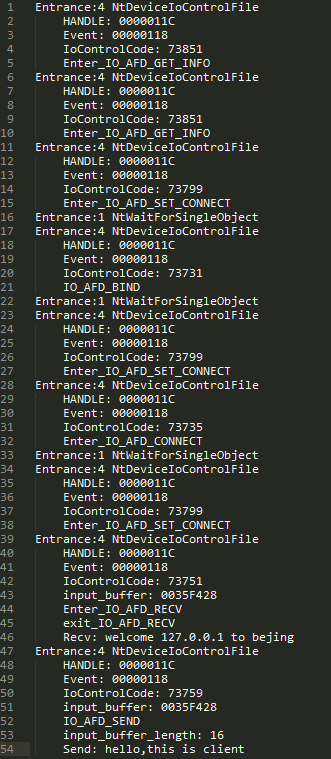 1 Entrance:4 NtDeviceIoControlFile
2 HANDLE: 0000011C
3 Event: 00000118
4 IoControlCode: 73851
5 Enter_IO_AFD_GET_INFO
6 Entrance:4 NtDeviceIoControlFile
7 HANDLE: 0000011C
8 Event: 00000118
9 IoControlCode: 73851
10 Enter_IO_AFD_GET_INFO
11 Entrance:4 NtDeviceIoControlFile
12 HANDLE: 0000011C
13 Event: 00000118
14 IoControlCode: 73799
15 Enter_IO_AFD_SET_CONNECT
16 Entrance:1 NtWaitForSingleObject
17 Entrance:4 NtDeviceIoControlFile
18 HANDLE: 0000011C
19 Event: 00000118
20 IoControlCode: 73731
21 IO_AFD_BIND
22 Entrance:1 NtWaitForSingleObject
23 Entrance:4 NtDeviceIoControlFile
24 HANDLE: 0000011C
25 Event: 00000118
26 IoControlCode: 73799
27 Enter_IO_AFD_SET_CONNECT
28 Entrance:4 NtDeviceIoControlFile
29 HANDLE: 0000011C
30 Event: 00000118
31 IoControlCode: 73735
32 Enter_IO_AFD_CONNECT
33 Entrance:1 NtWaitForSingleObject
34 Entrance:4 NtDeviceIoControlFile
35 HANDLE: 0000011C
36 Event: 00000118
37 IoControlCode: 73799
38 Enter_IO_AFD_SET_CONNECT
39 Entrance:4 NtDeviceIoControlFile
40 HANDLE: 0000011C
41 Event: 00000118
42 IoControlCode: 73751
43 input_buffer: 0035F428
44 Enter_IO_AFD_RECV
45 exit_IO_AFD_RECV
46 Recv: welcome 127.0.0.1 to bejing
47 Entrance:4 NtDeviceIoControlFile
48 HANDLE: 0000011C
49 Event: 00000118
50 IoControlCode: 73759
51 input_buffer: 0035F428
52 IO_AFD_SEND
53 input_buffer_length: 16
54 Send: hello,this is client